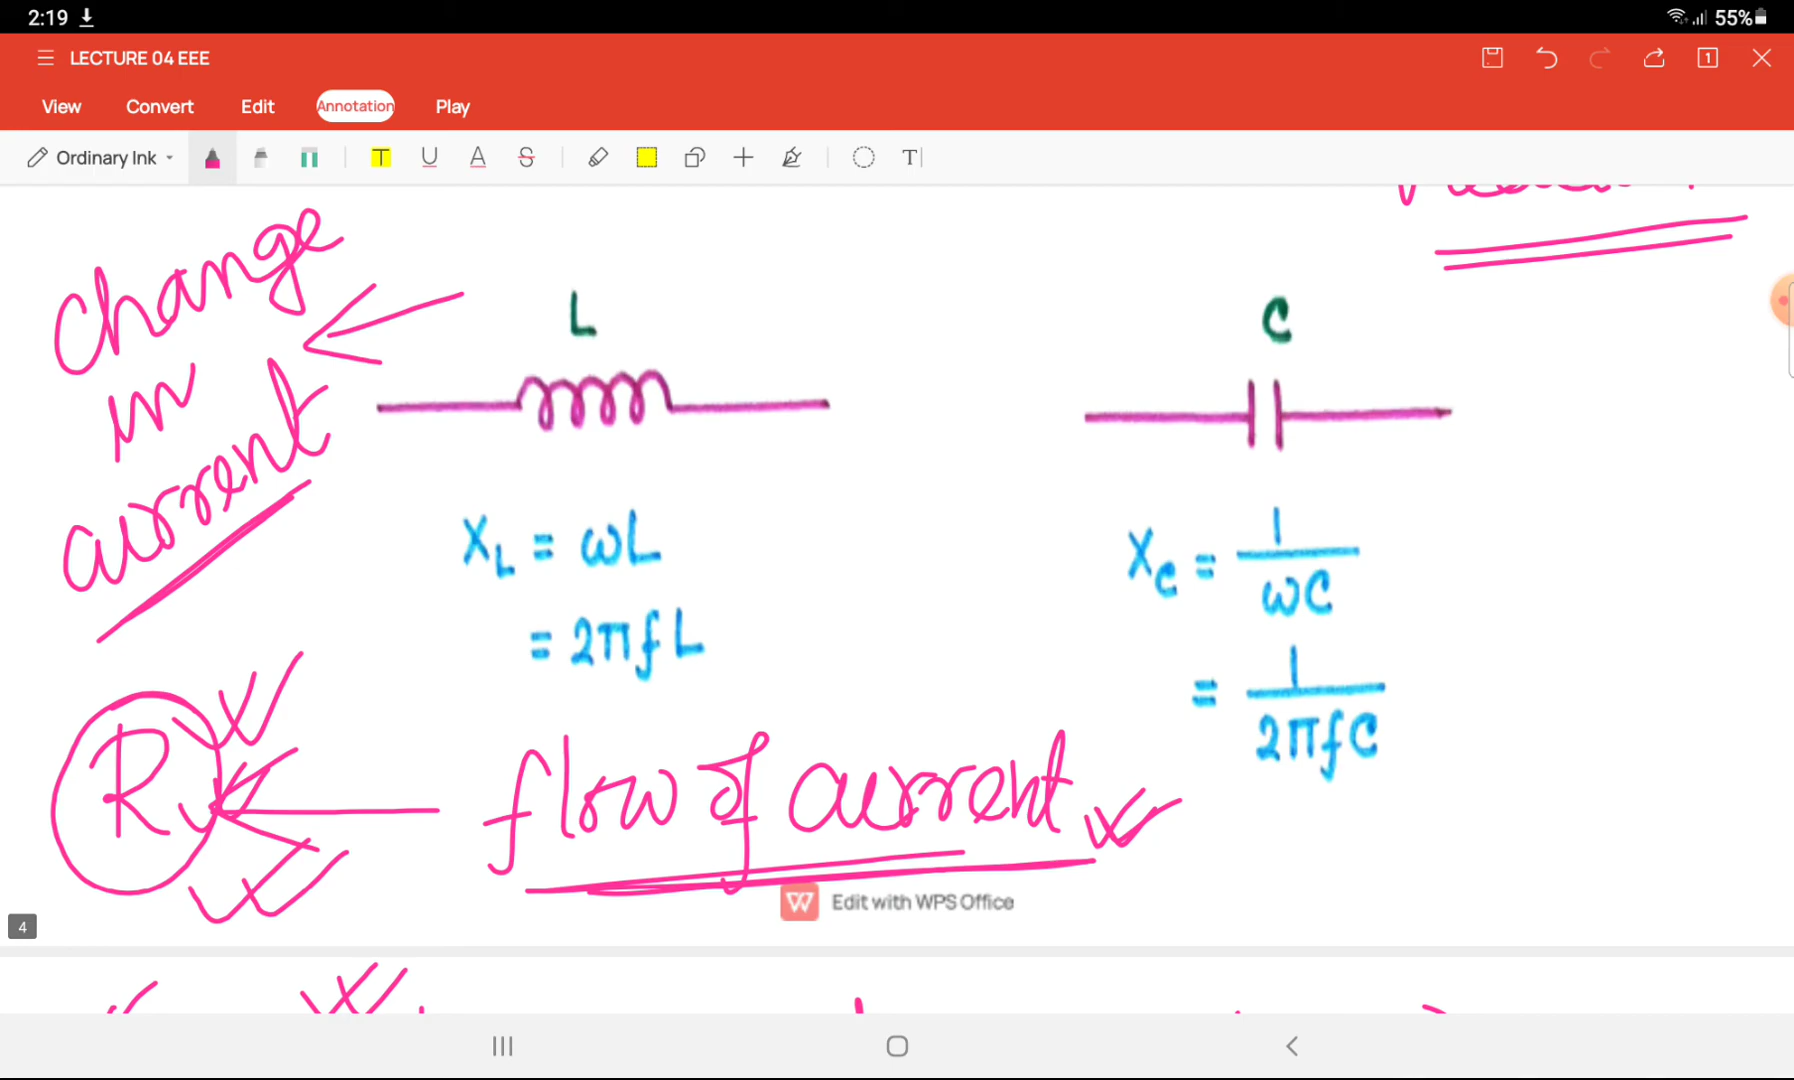 2:19
55%
LECTURE 04 EEE
1
View Convert Edit Annotation Play
Ordinary Ink
T U A S T
Change
in
current
L
C
X_L = ωL
= 2πfL
X_C = 1/ωC
= 1/2πfC
R
flow of current
Edit with WPS Office
4